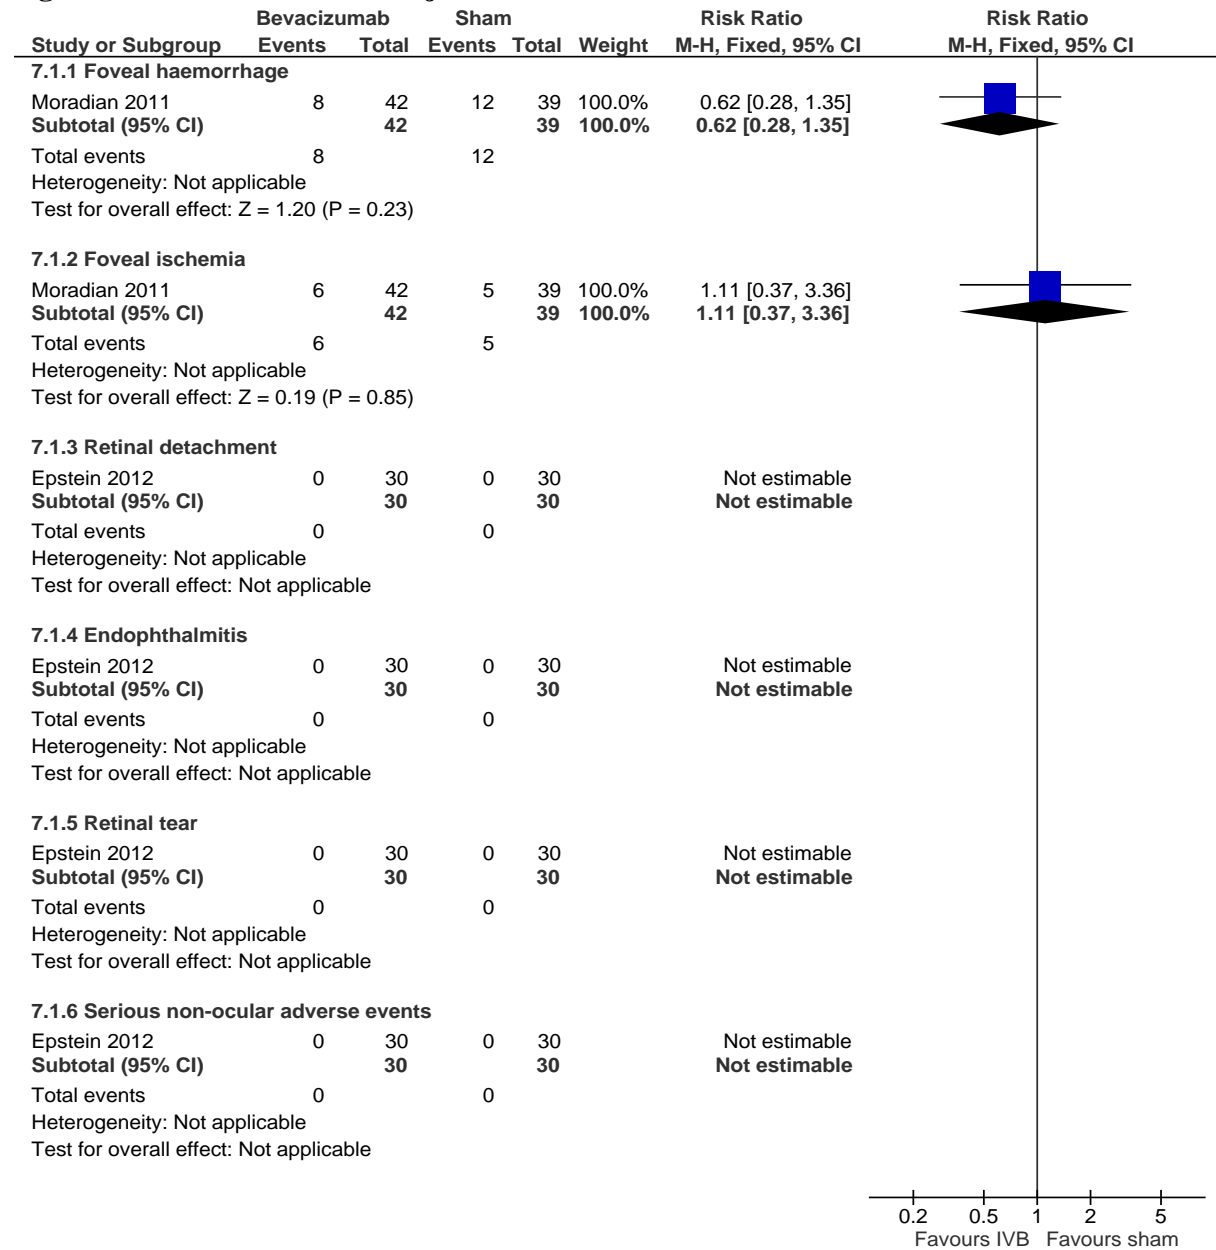 Bevacizumab Sham Risk Ratio Risk Ratio
Study or Subgroup Events Total Events Total Weight M-H, Fixed, 95% CI M-H, Fixed, 95% CI
7.1.1 Foveal haemorrhage
Moradian 2011 8 42 12 39 100.0% 0.62 [0.28, 1.35]
Subtotal (95% CI) 42 39 100.0% 0.62 [0.28, 1.35]
Total events 8 12
Heterogeneity: Not applicable
Test for overall effect: Z = 1.20 (P = 0.23)
7.1.2 Foveal ischemia
Moradian 2011 6 42 5 39 100.0% 1.11 [0.37, 3.36]
Subtotal (95% CI) 42 39 100.0% 1.11 [0.37, 3.36]
Total events 6 5
Heterogeneity: Not applicable
Test for overall effect: Z = 0.19 (P = 0.85)
7.1.3 Retinal detachment
Epstein 2012 0 30 0 30 Not estimable
Subtotal (95% CI) 30 30 Not estimable
Total events 0 0
Heterogeneity: Not applicable
Test for overall effect: Not applicable
7.1.4 Endophthalmitis
Epstein 2012 0 30 0 30 Not estimable
Subtotal (95% CI) 30 30 Not estimable
Total events 0 0
Heterogeneity: Not applicable
Test for overall effect: Not applicable
7.1.5 Retinal tear
Epstein 2012 0 30 0 30 Not estimable
Subtotal (95% CI) 30 30 Not estimable
Total events 0 0
Heterogeneity: Not applicable
Test for overall effect: Not applicable
7.1.6 Serious non-ocular adverse events
Epstein 2012 0 30 0 30 Not estimable
Subtotal (95% CI) 30 30 Not estimable
Total events 0 0
Heterogeneity: Not applicable
Test for overall effect: Not applicable
0.2 0.5 1 2 5
Favours IVB Favours sham